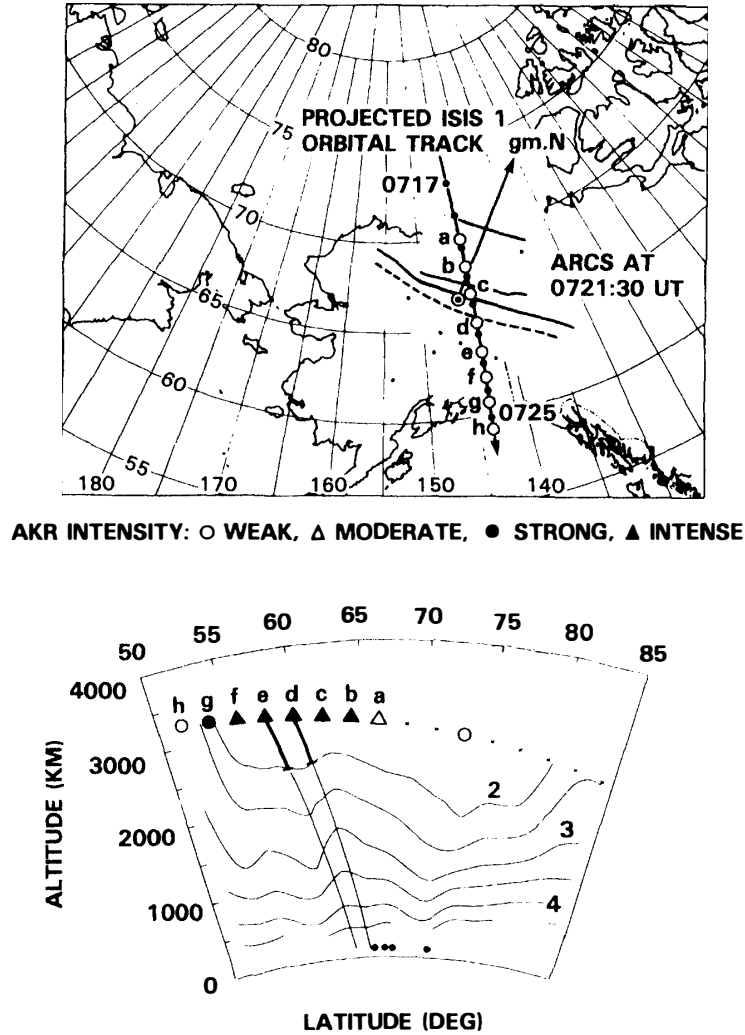 80
75
PROJECTED ISIS 1
ORBITAL TRACK gm.N
0717
70
a
b
ARCS AT
0721:30 UT
c
65
d
e
f
60
g 0725
h
55
180 170 160 150 140
AKR INTENSITY: ○ WEAK, △ MODERATE, ● STRONG, ▲ INTENSE
50 55 60 65 70 75 80 85
4000
h g f e d c b a
3000
2
2000
3
1000
4
0
ALTITUDE (KM)
LATITUDE (DEG)